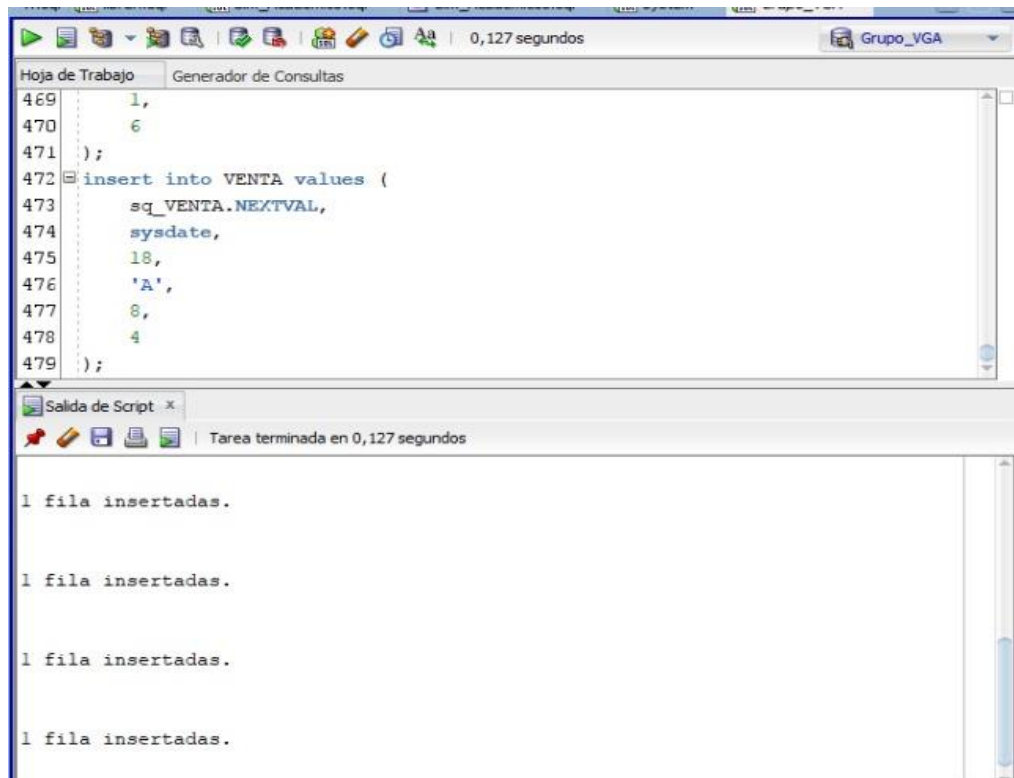 0,127 segundos
Grupo_VGA
Hoja de Trabajo Generador de Consultas
469 1,
470 6
471 );
472 insert into VENTA values (
473 sq_VENTA.NEXTVAL,
474 sysdate,
475 18,
476 'A',
477 8,
478 4
479 );
Salida de Script x
Tarea terminada en 0,127 segundos
1 fila insertadas.
1 fila insertadas.
1 fila insertadas.
1 fila insertadas.